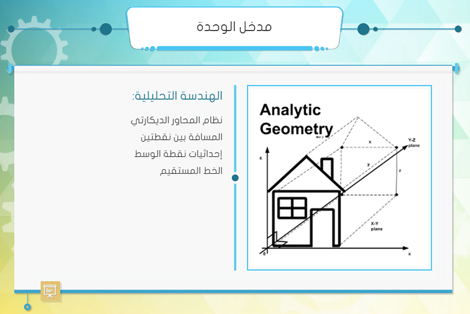 مدخل الوحدة
الهندسة التحليلية:
نظام المحاور الديكارتي
المسافة بين نقطتين
إحداثيات نقطة الوسط
الخط المستقيم
Analytic
Geometry
Y-Z
plane
x
y
z
X-Y
plane
x